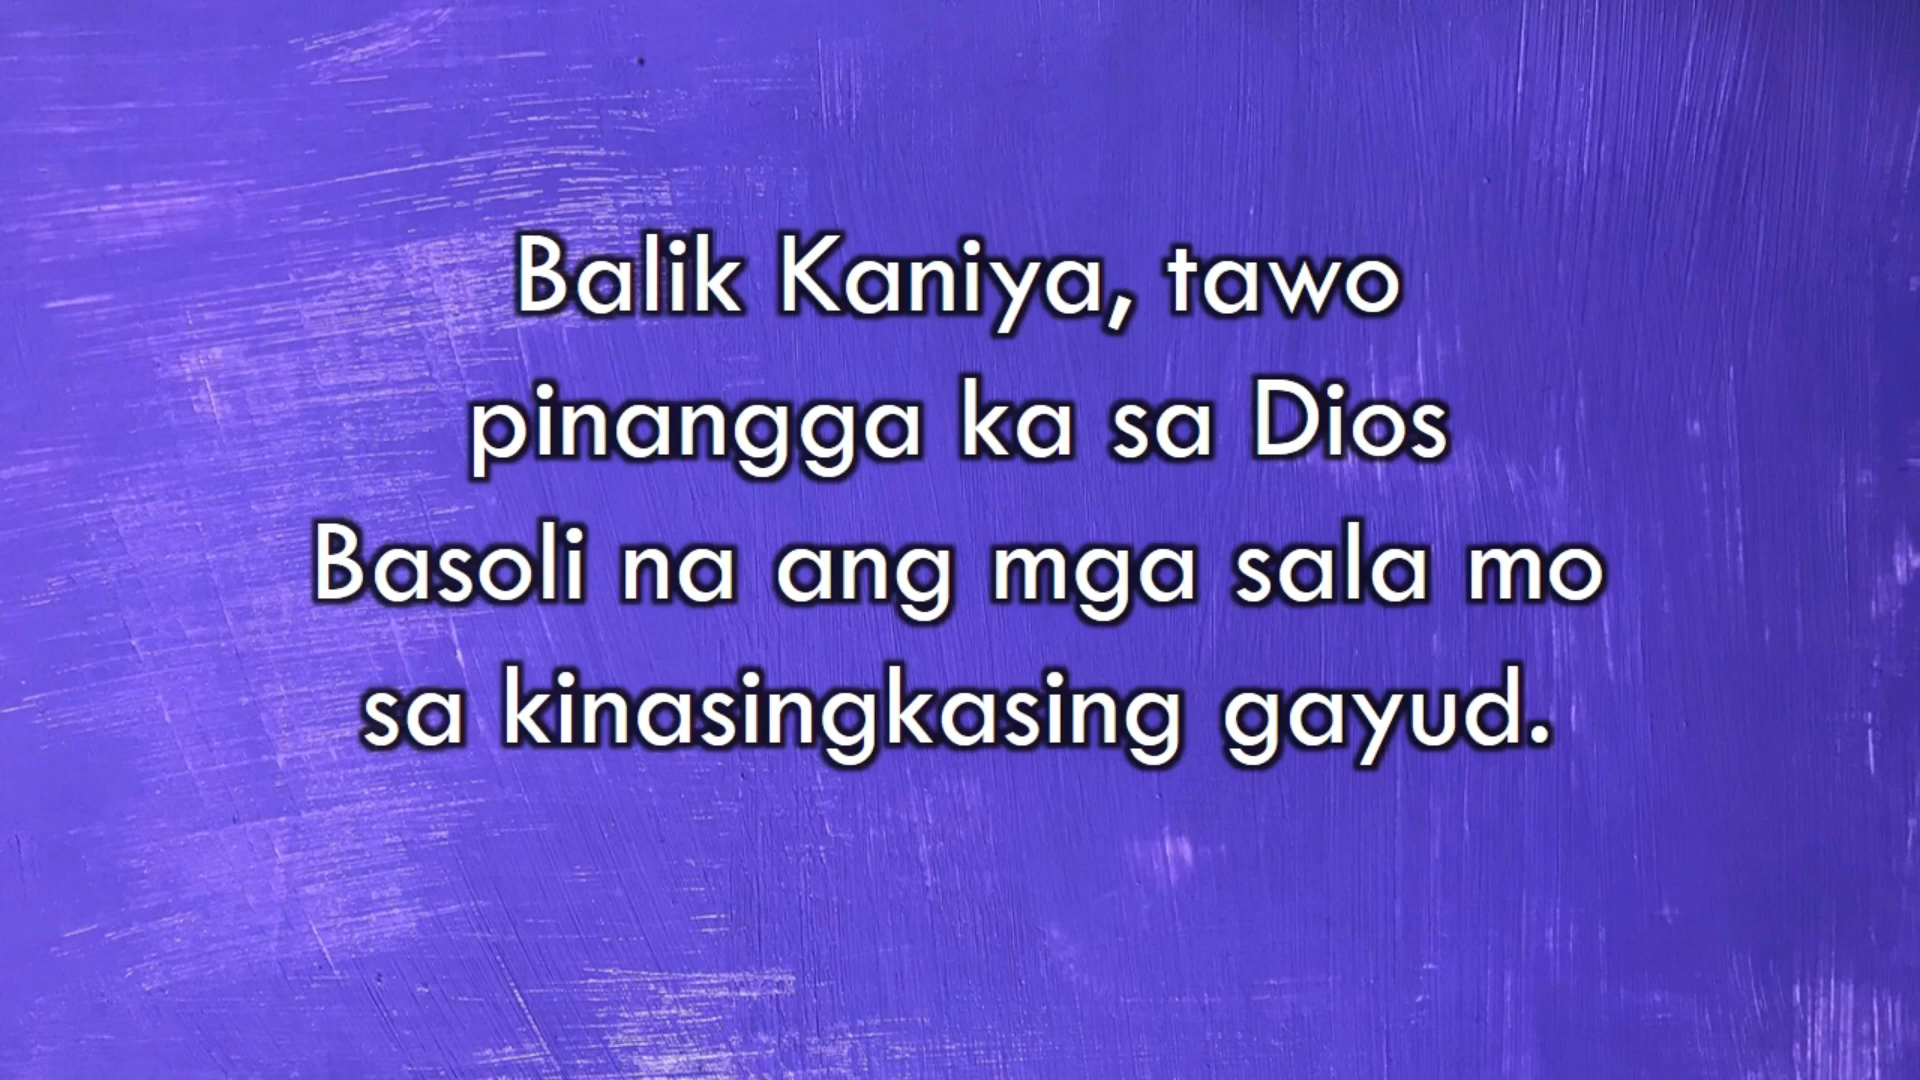 Balik Kaniya, tawo
pinangga ka sa Dios
Basoli na ang mga sala mo
sa kinasingkasing gayud.